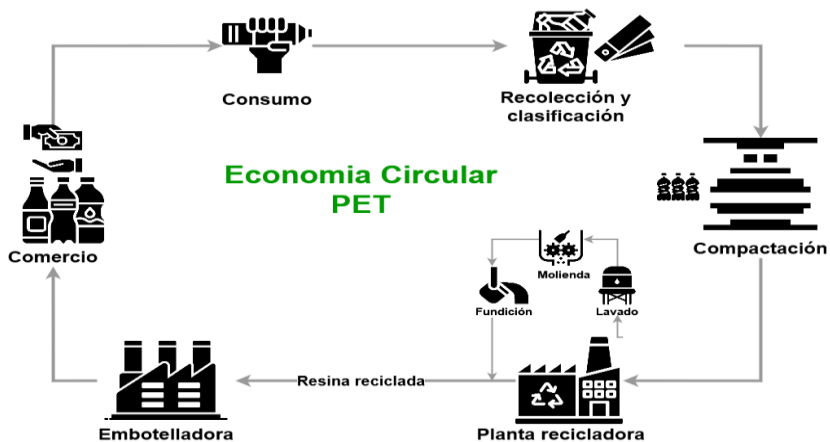 Consumo
Recolección y
clasificación
Economia Circular
PET
Comercio
Compactación
Molienda
Fundición
Lavado
Resina reciclada
Embotelladora
Planta recicladora